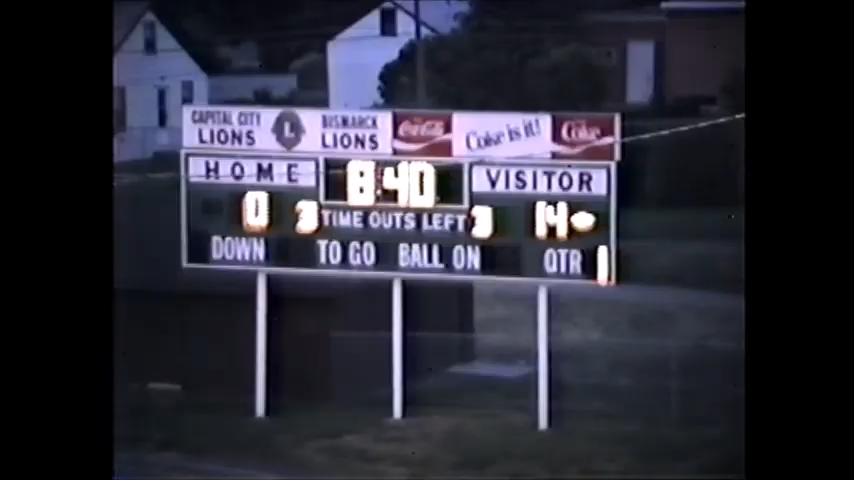 CAPITAL CITY LIONS
L
BISMARCK LIONS
Coca-Cola
Coke is it!
Coke
HOME
8:40
VISITOR
0
3
TIME OUTS LEFT
3
14
DOWN
TO GO
BALL ON
QTR
1